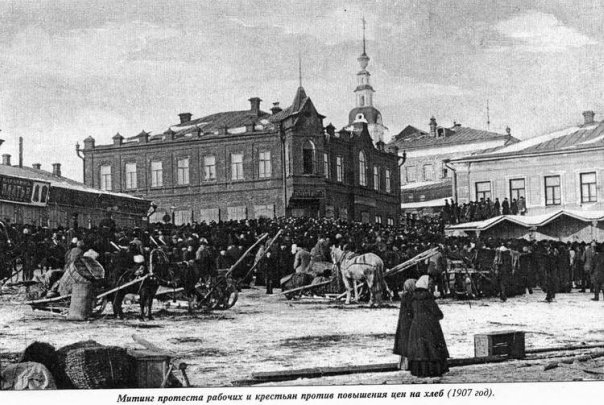 Митинг протеста рабочих и крестьян против повышения цен на хлеб (1907 год).